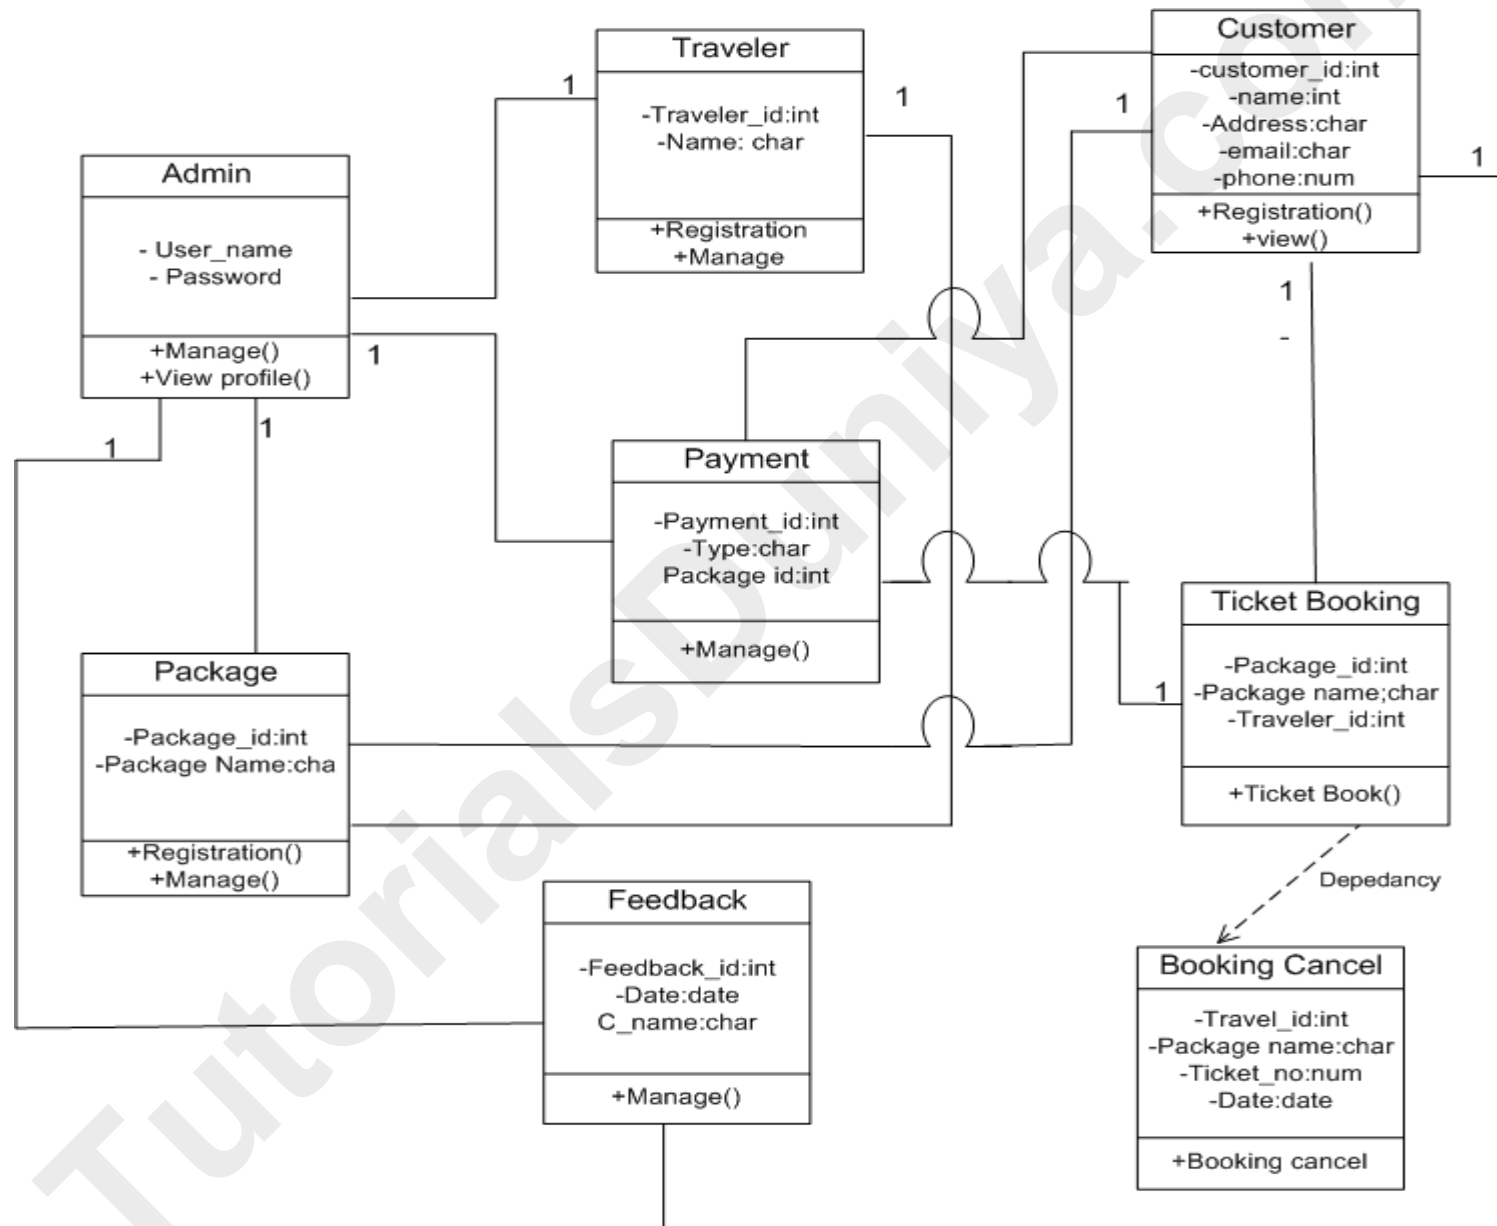 Traveler
-Traveler_id:int
-Name: char
+Registration
+Manage
1
1
Customer
-customer_id:int
-name:int
-Address:char
-email:char
-phone:num
+Registration()
+view()
1
1
1
-
Admin
- User_name
- Password
+Manage()
+View profile()
1
1
1
Payment
-Payment_id:int
-Type:char
Package id:int
+Manage()
Ticket Booking
-Package_id:int
-Package name;char
-Traveler_id:int
+Ticket Book()
1
Package
-Package_id:int
-Package Name:cha
+Registration()
+Manage()
Depedancy
Feedback
-Feedback_id:int
-Date:date
C_name:char
+Manage()
Booking Cancel
-Travel_id:int
-Package name:char
-Ticket_no:num
-Date:date
+Booking cancel
TutorialsDuniya.com